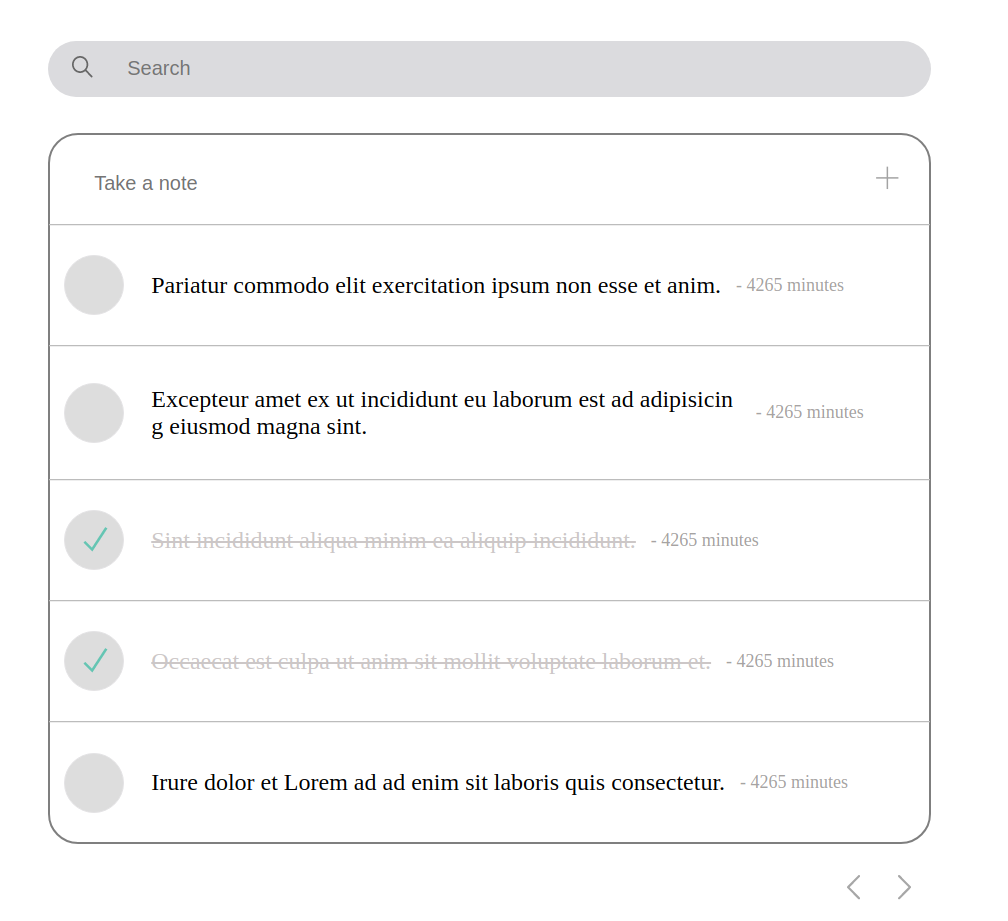 Search
Take a note
Pariatur commodo elit exercitation ipsum non esse et anim. - 4265 minutes
Excepteur amet ex ut incididunt eu laborum est ad adipisicin
g eiusmod magna sint.
- 4265 minutes
Sint incididunt aliqua minim ea aliquip incididunt. - 4265 minutes
Occaecat est culpa ut anim sit mollit voluptate laborum et. - 4265 minutes
Irure dolor et Lorem ad ad enim sit laboris quis consectetur. - 4265 minutes